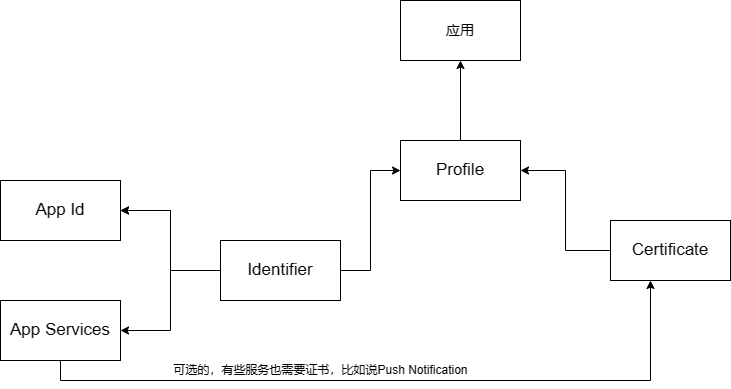 应用
Profile
App Id
Certificate
Identifier
App Services
可选的，有些服务也需要证书，比如说Push Notification